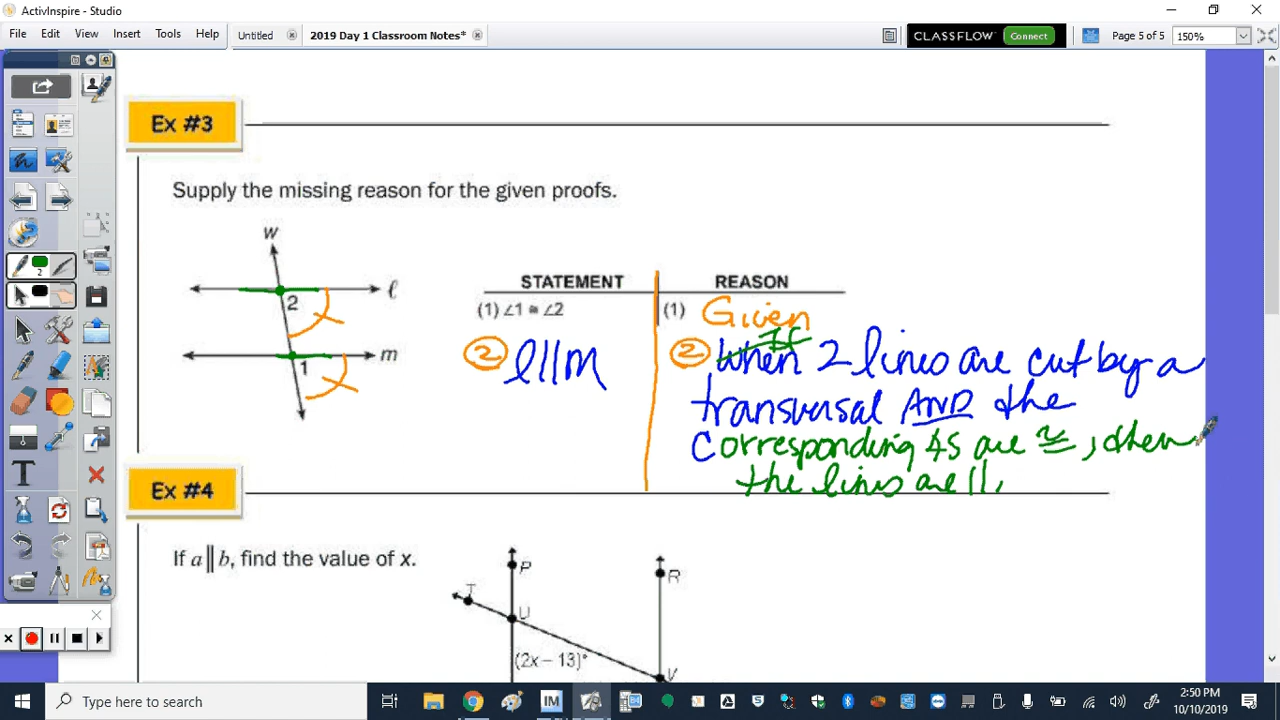 ActivInspire - Studio
File Edit View Insert Tools Help Untitled 2019 Day 1 Classroom Notes* CLASSFLOW Connect Page 5 of 5 150%
Ex #3
Supply the missing reason for the given proofs.
w
ℓ
2
m
1
STATEMENT REASON
(1) ∠1 ≅ ∠2 (1) Given
② ℓ||m ② When If 2 lines are cut by a
transversal AND the
corresponding ∡s are ≅, then
the lines are ||.
Ex #4
If a ∥ b, find the value of x.
P
R
T
U
(2x – 13)°
V
Type here to search
2:50 PM
10/10/2019